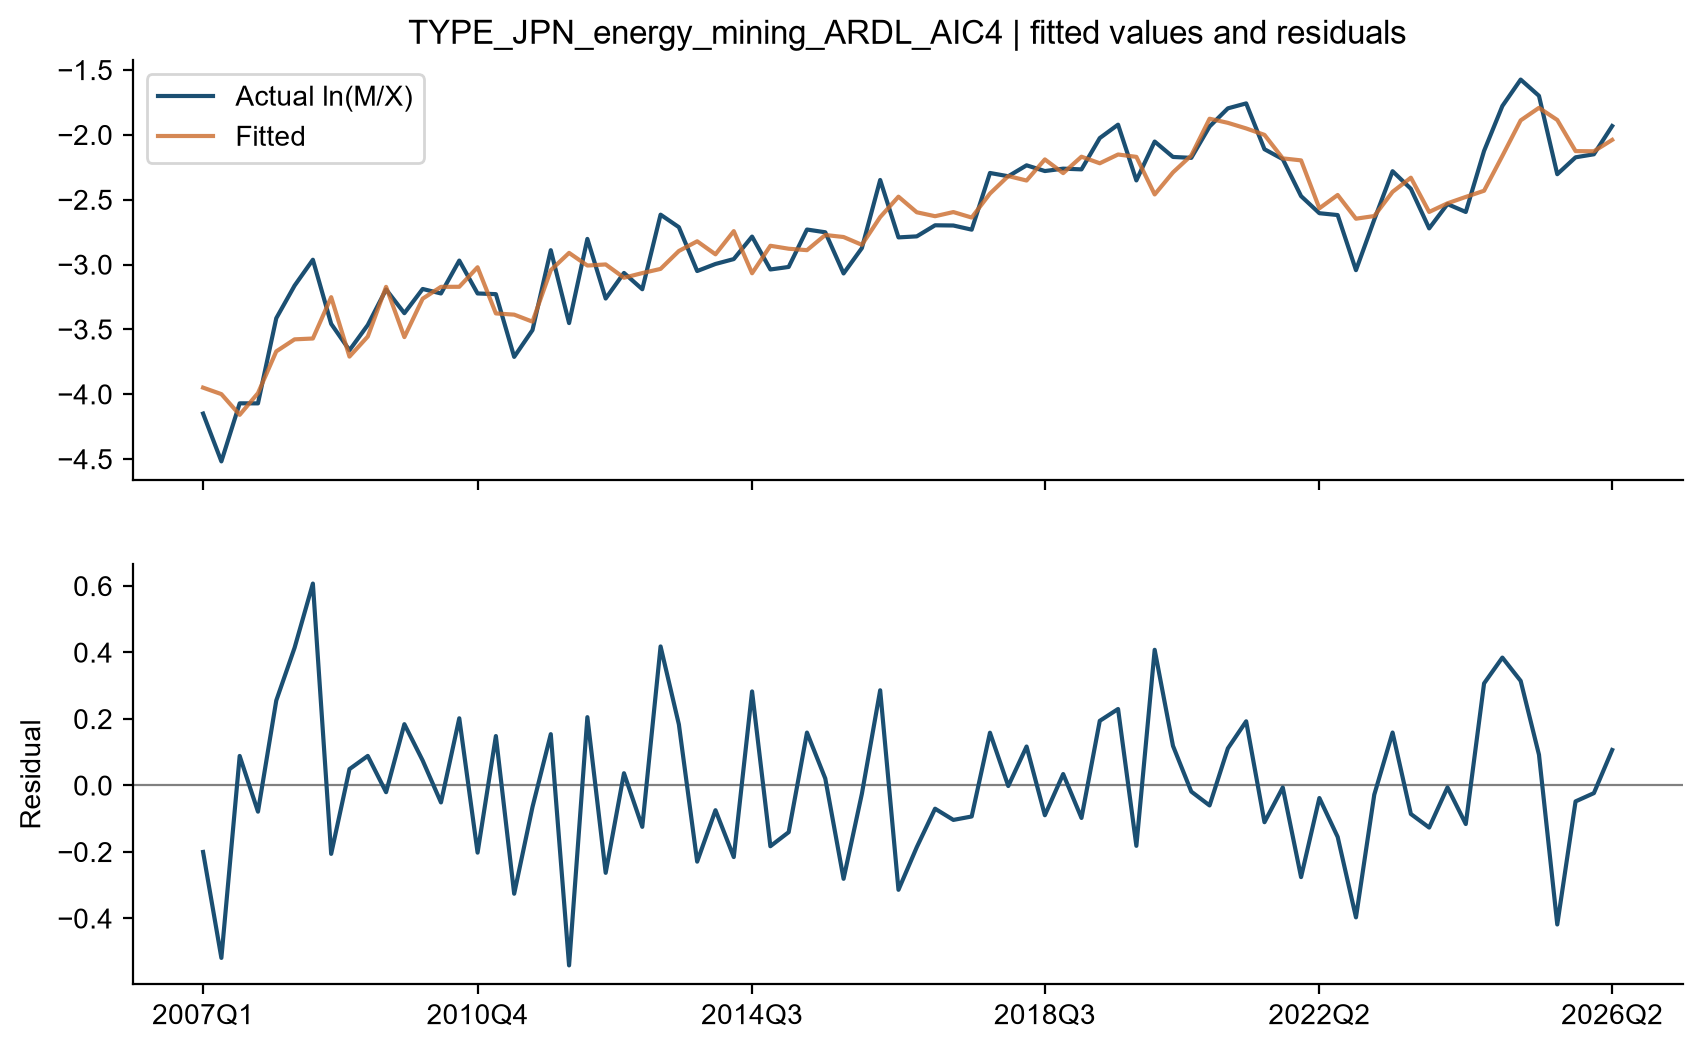 TYPE_JPN_energy_mining_ARDL_AIC4 | fitted values and residuals
Actual ln(M/X)
Fitted
−1.5
−2.0
−2.5
−3.0
−3.5
−4.0
−4.5
Residual
0.6
0.4
0.2
0.0
−0.2
−0.4
2007Q1 2010Q4 2014Q3 2018Q3 2022Q2 2026Q2